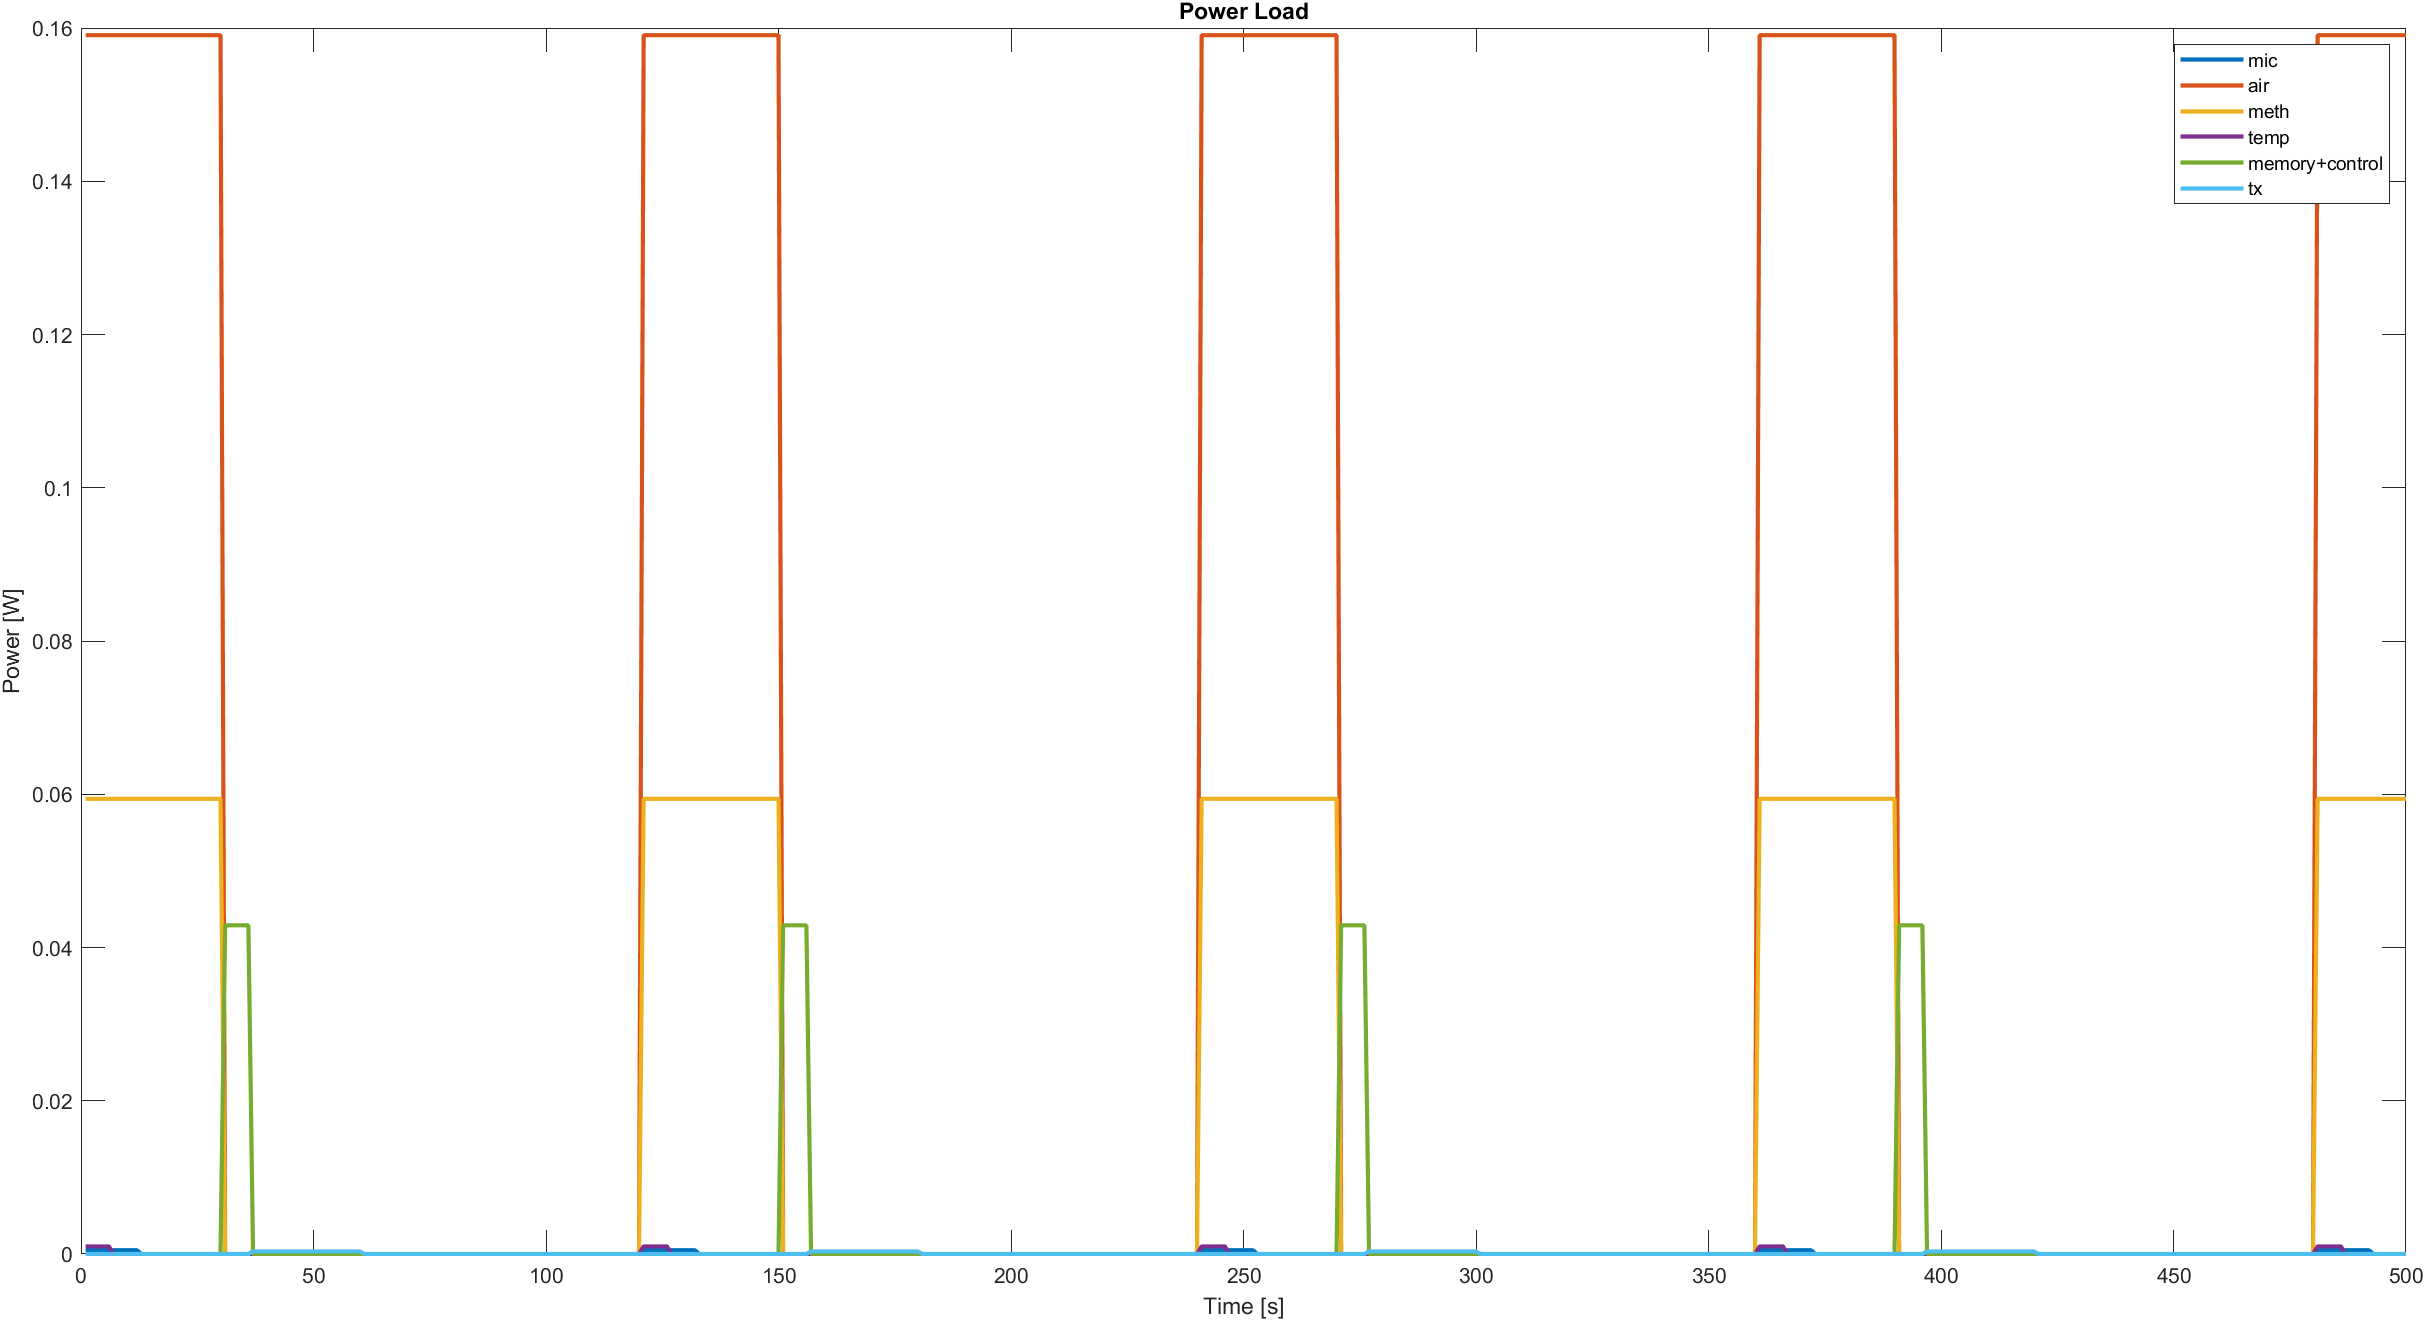 Power Load
0.16
0.14
0.12
0.1
0.08
0.06
0.04
0.02
0
Power [W]
mic
air
meth
temp
memory+control
tx
0 50 100 150 200 250 300 350 400 450 500
Time [s]